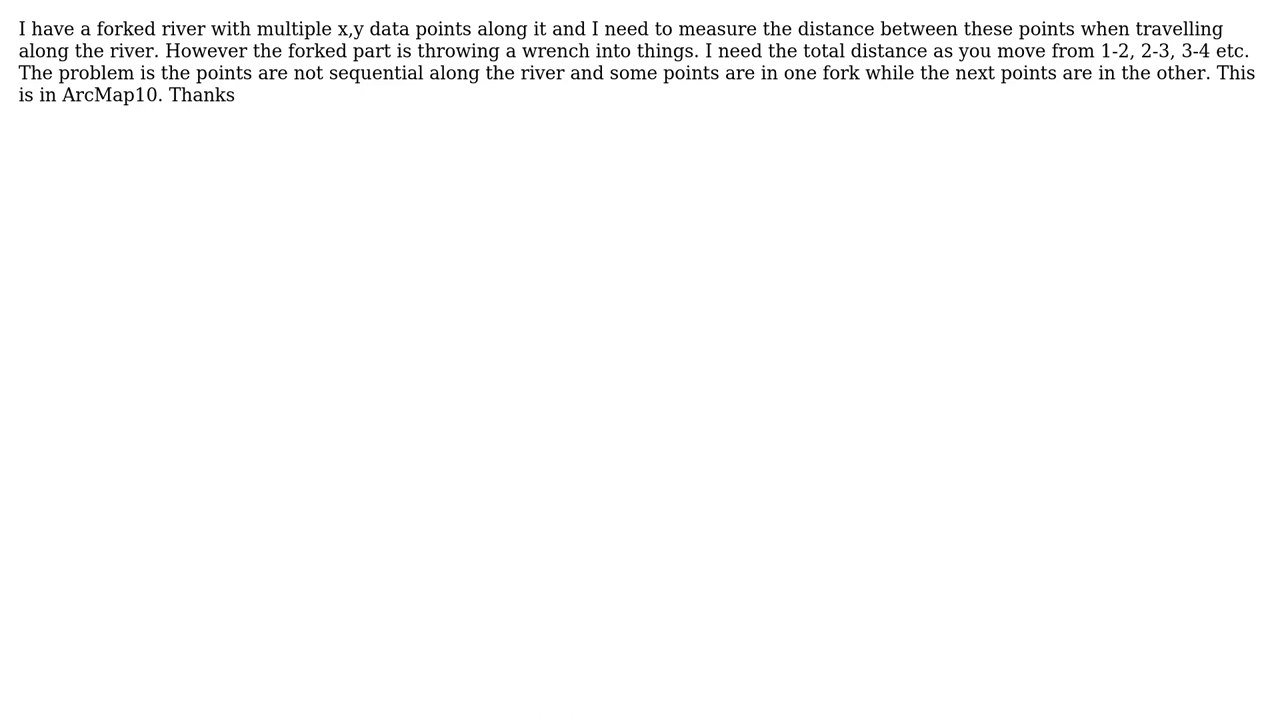 I have a forked river with multiple x,y data points along it and I need to measure the distance between these points when travelling
along the river. However the forked part is throwing a wrench into things. I need the total distance as you move from 1-2, 2-3, 3-4 etc.
The problem is the points are not sequential along the river and some points are in one fork while the next points are in the other. This
is in ArcMap10. Thanks